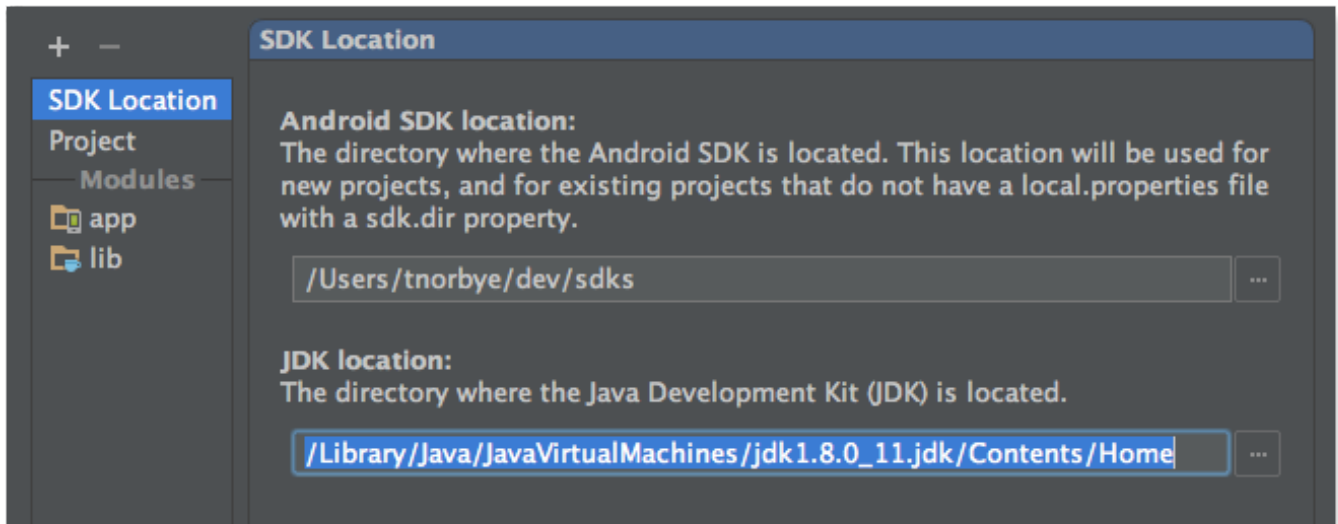 + −
SDK Location
Project
Modules
app
lib
SDK Location
Android SDK location:
The directory where the Android SDK is located. This location will be used for
new projects, and for existing projects that do not have a local.properties file
with a sdk.dir property.
/Users/tnorbye/dev/sdks
...
JDK location:
The directory where the Java Development Kit (JDK) is located.
/Library/Java/JavaVirtualMachines/jdk1.8.0_11.jdk/Contents/Home
...